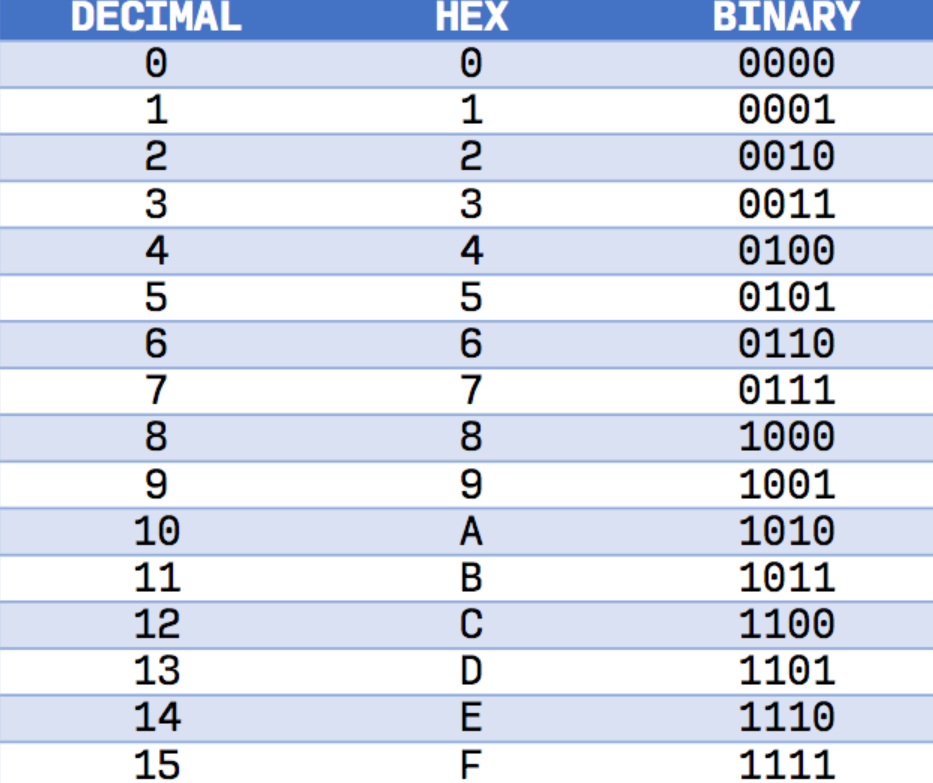 DECIMAL HEX BINARY
0 0 0000
1 1 0001
2 2 0010
3 3 0011
4 4 0100
5 5 0101
6 6 0110
7 7 0111
8 8 1000
9 9 1001
10 A 1010
11 B 1011
12 C 1100
13 D 1101
14 E 1110
15 F 1111